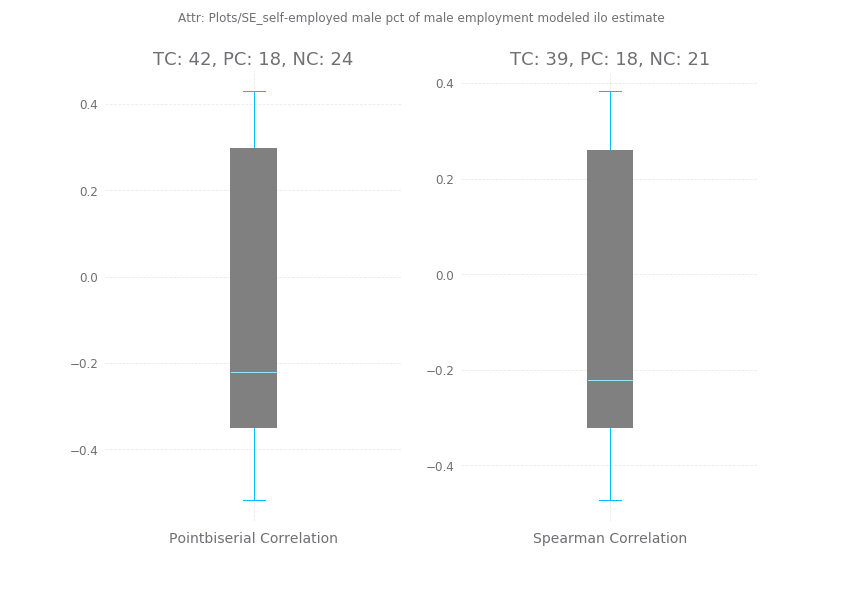 Attr: Plots/SE_self-employed male pct of male employment modeled ilo estimate
TC: 42, PC: 18, NC: 24
0.4
0.2
0.0
−0.2
−0.4
Pointbiserial Correlation
TC: 39, PC: 18, NC: 21
0.4
0.2
0.0
−0.2
−0.4
Spearman Correlation